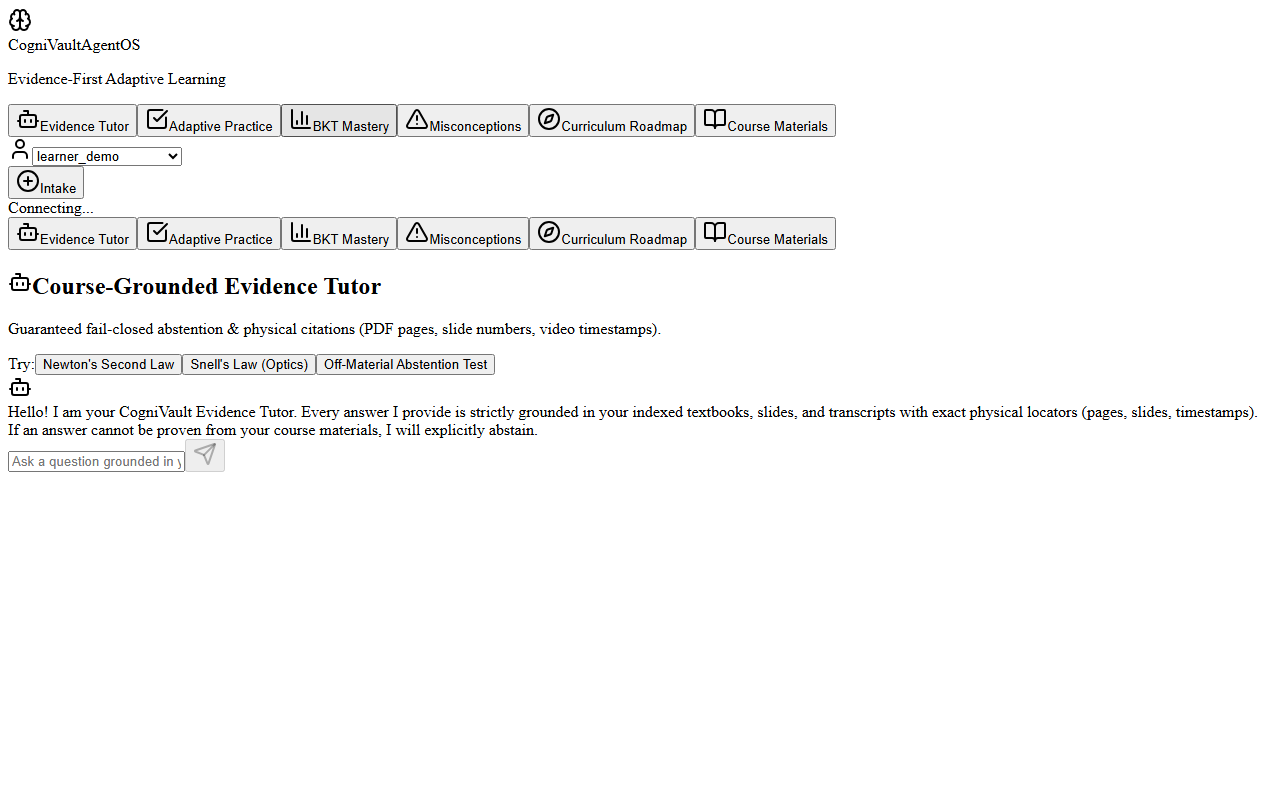 CogniVaultAgentOS
Evidence-First Adaptive Learning
Evidence Tutor Adaptive Practice BKT Mastery Misconceptions Curriculum Roadmap Course Materials
learner_demo
Intake
Connecting...
Evidence Tutor Adaptive Practice BKT Mastery Misconceptions Curriculum Roadmap Course Materials
Course-Grounded Evidence Tutor
Guaranteed fail-closed abstention & physical citations (PDF pages, slide numbers, video timestamps).
Try: Newton's Second Law Snell's Law (Optics) Off-Material Abstention Test
Hello! I am your CogniVault Evidence Tutor. Every answer I provide is strictly grounded in your indexed textbooks, slides, and transcripts with exact physical locators (pages, slides, timestamps).
If an answer cannot be proven from your course materials, I will explicitly abstain.
Ask a question grounded in